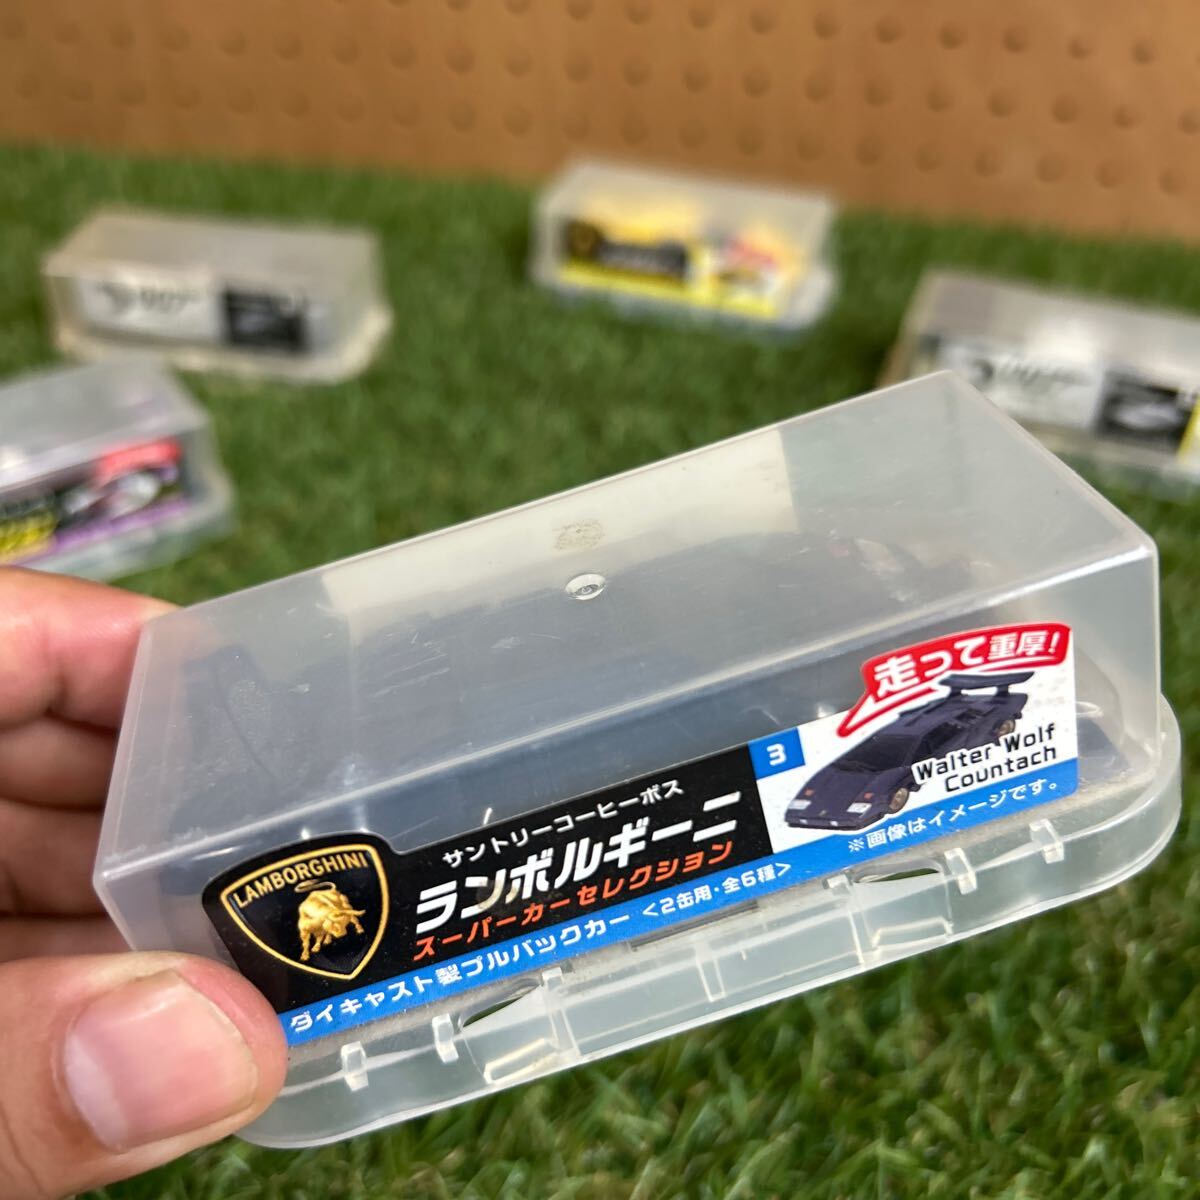 LAMBORGHINI
サントリーコーヒーボス
ランボルギーニ
スーパーカーセレクション
ダイキャスト製プルバックカー <2缶用・全6種>
3
走って重厚!
Walter Wolf
Countach
※画像はイメージです。